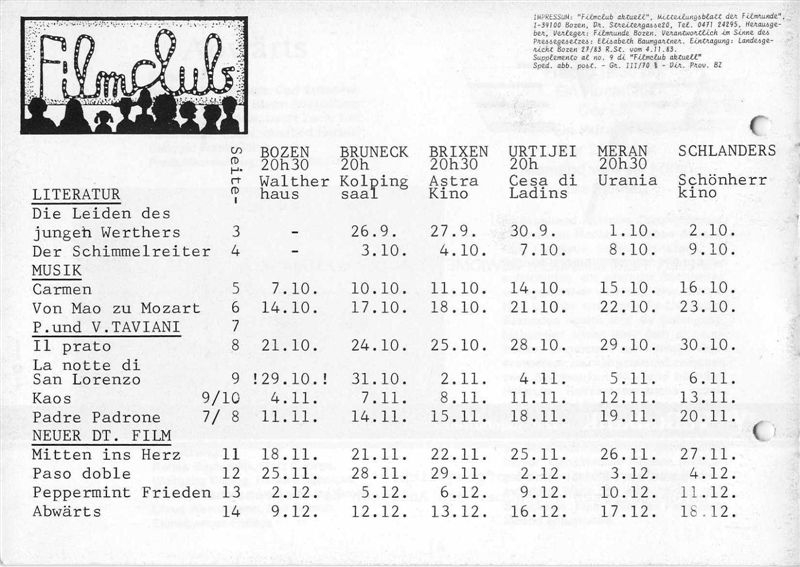 Filmclub
IMPRESSUM: "Filmclub aktuell", Mitteilungsblatt der Filmrunde",
I-39100 Bozen, Dr. Streitergasse20, Tel. 0471 24295, Herausge-
ber, Verleger: Filmrunde Bozen. Verantwortlich im Sinne des
Pressegesetzes: Elisabeth Baumgartner. Eintragung: Landesge-
richt Bozen 27/83 R.St. vom 4.11.83.
Supplemento al no. 9 di "Filmclub aktuell"
Sped. abb. post. - Gr. III/70 % - Dir. Prov. BZ
Seite- BOZEN BRUNECK BRIXEN URTIJEI MERAN SCHLANDERS
20h30 20h 20h30 20h 20h30
Walther Kolping Astra Cesa di Urania Schönherr
haus saal Kino Ladins kino
LITERATUR
Die Leiden des
jungen Werthers 3 - 26.9. 27.9. 30.9. 1.10. 2.10.
Der Schimmelreiter 4 - 3.10. 4.10. 7.10. 8.10. 9.10.
MUSIK
Carmen 5 7.10. 10.10. 11.10. 14.10. 15.10. 16.10.
Von Mao zu Mozart 6 14.10. 17.10. 18.10. 21.10. 22.10. 23.10.
P.und V.TAVIANI 7
Il prato 8 21.10. 24.10. 25.10. 28.10. 29.10. 30.10.
La notte di
San Lorenzo 9 !29.10.! 31.10. 2.11. 4.11. 5.11. 6.11.
Kaos 9/10 4.11. 7.11. 8.11. 11.11. 12.11. 13.11.
Padre Padrone 7/ 8 11.11. 14.11. 15.11. 18.11. 19.11. 20.11.
NEUER DT. FILM
Mitten ins Herz 11 18.11. 21.11. 22.11. 25.11. 26.11. 27.11.
Paso doble 12 25.11. 28.11. 29.11. 2.12. 3.12. 4.12.
Peppermint Frieden 13 2.12. 5.12. 6.12. 9.12. 10.12. 11.12.
Abwärts 14 9.12. 12.12. 13.12. 16.12. 17.12. 18.12.